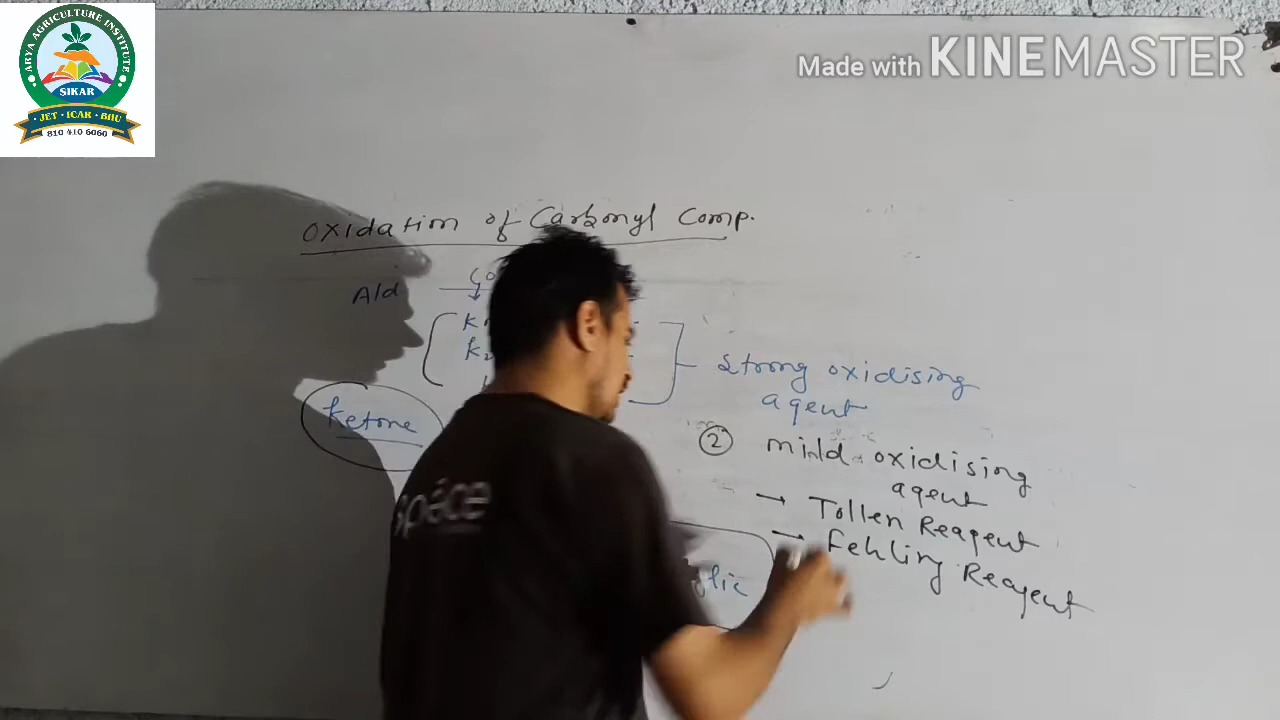 ARYA AGRICULTURE INSTITUTE
SIKAR
· JET · ICAR · BHU ·
810 410 6060
Made with KINEMASTER
Oxidation of Carbonyl Comp.
Ald
Strong oxidising
agent
Ketone
② mild oxidising
agent
→ Tollen Reagent
→ Fehling Reagent
space